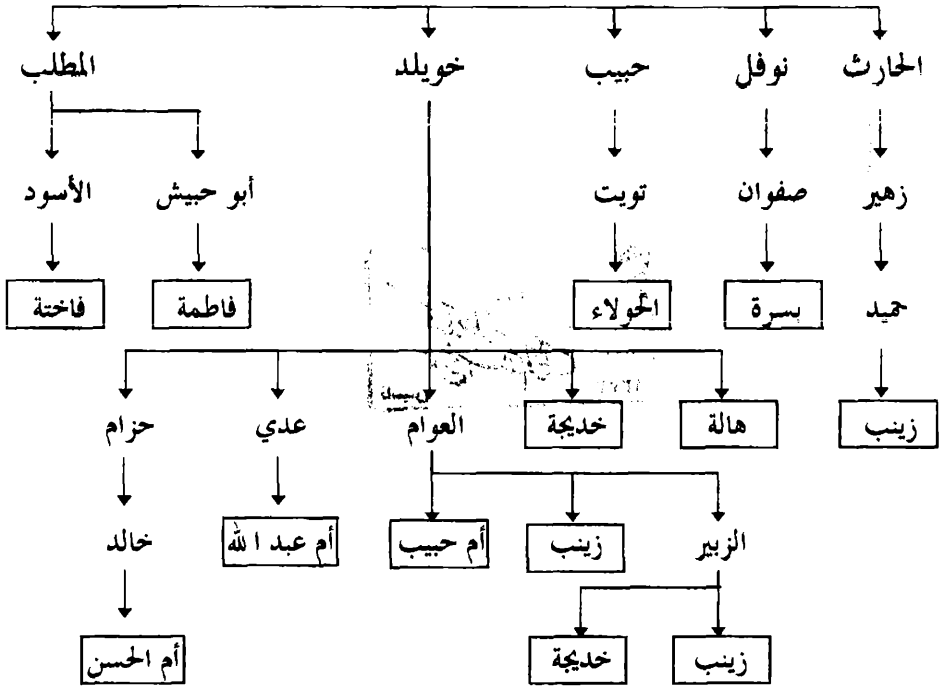 الحارث نوفل حبيب خويلد المطلب
زهير صفوان تويت أبو حبيش الأسود
حميد بسرة الحولاء فاطمة فاختة
زينب هالة خديجة العوام عدي حزام
الزبير زينب أم حبيب أم عبد الله خالد
زينب خديجة أم الحسن